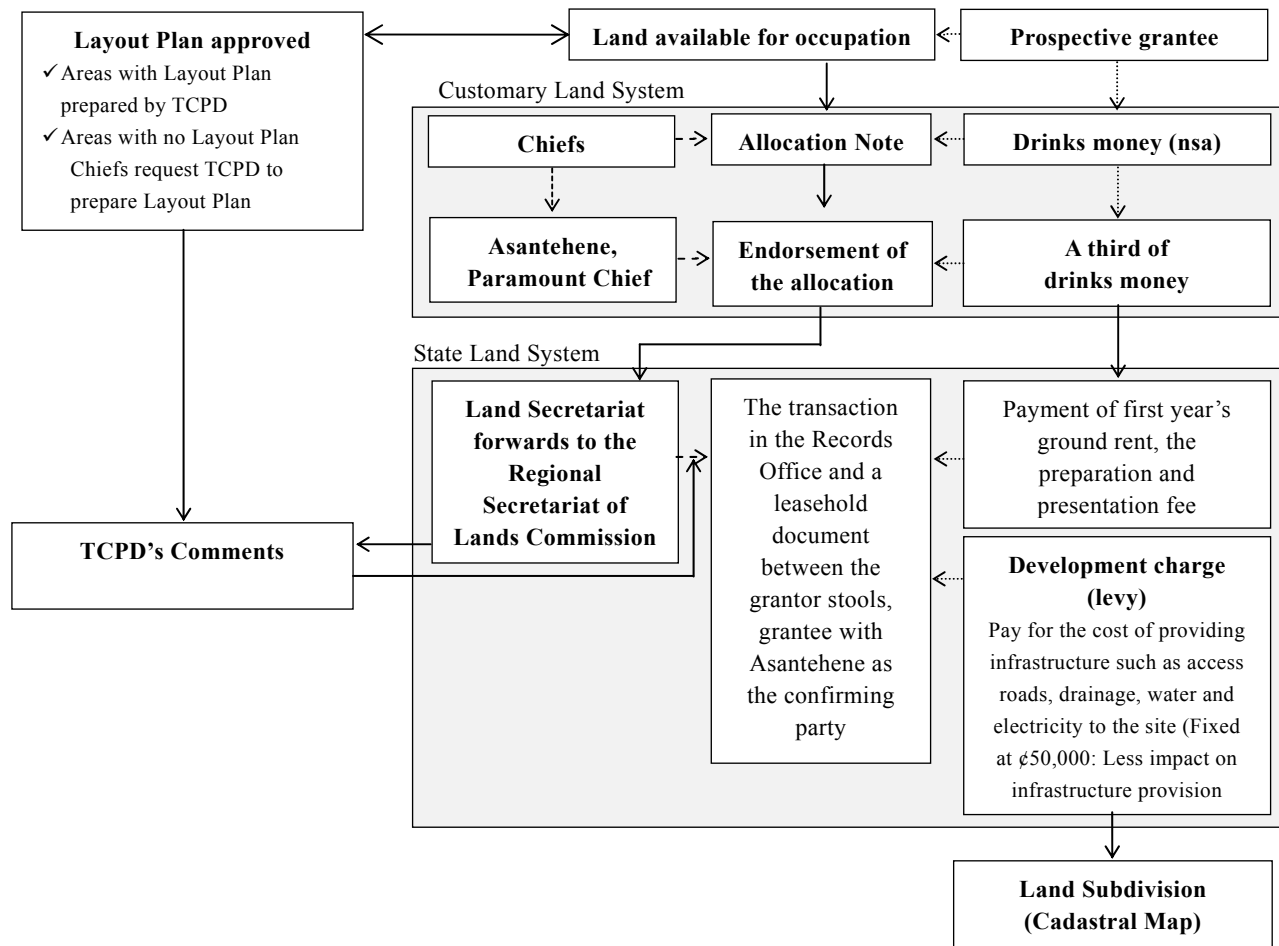 Layout Plan approved
✓Areas with Layout Plan
prepared by TCPD
✓Areas with no Layout Plan
Chiefs request TCPD to
prepare Layout Plan
Land available for occupation
Prospective grantee
Customary Land System
Chiefs
Allocation Note
Drinks money (nsa)
Asantehene,
Paramount Chief
Endorsement of
the allocation
A third of
drinks money
State Land System
Land Secretariat
forwards to the
Regional
Secretariat of
Lands Commission
The transaction
in the Records
Office and a
leasehold
document
between the
grantor stools,
grantee with
Asantehene as
the confirming
party
Payment of first year’s
ground rent, the
preparation and
presentation fee
TCPD’s Comments
Development charge
(levy)
Pay for the cost of providing
infrastructure such as access
roads, drainage, water and
electricity to the site (Fixed
at ¢50,000: Less impact on
infrastructure provision
Land Subdivision
(Cadastral Map)